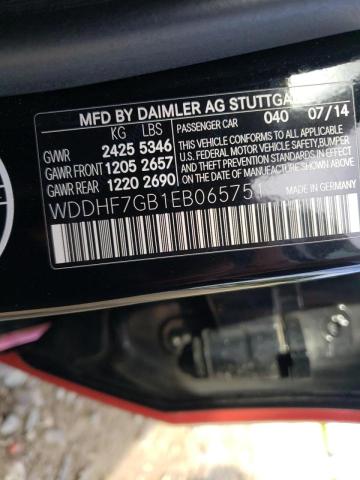 MFD BY DAIMLER AG STUTTGA
KG LBS PASSENGER CAR 040 07/14
GVWR 2425 5346
GAWR FRONT 1205 2657
GAWR REAR 1220 2690
THIS VEHICLE CONFORMS TO ALL APPLICABLE
U.S. FEDERAL MOTOR VEHICLE SAFETY, BUMPER
AND THEFT PREVENTION STANDARDS IN EFFECT
ON THE DATE OF MANUFACTURE SHOWN ABOVE.
WDDHF7GB1EB065751
MADE IN GERMANY